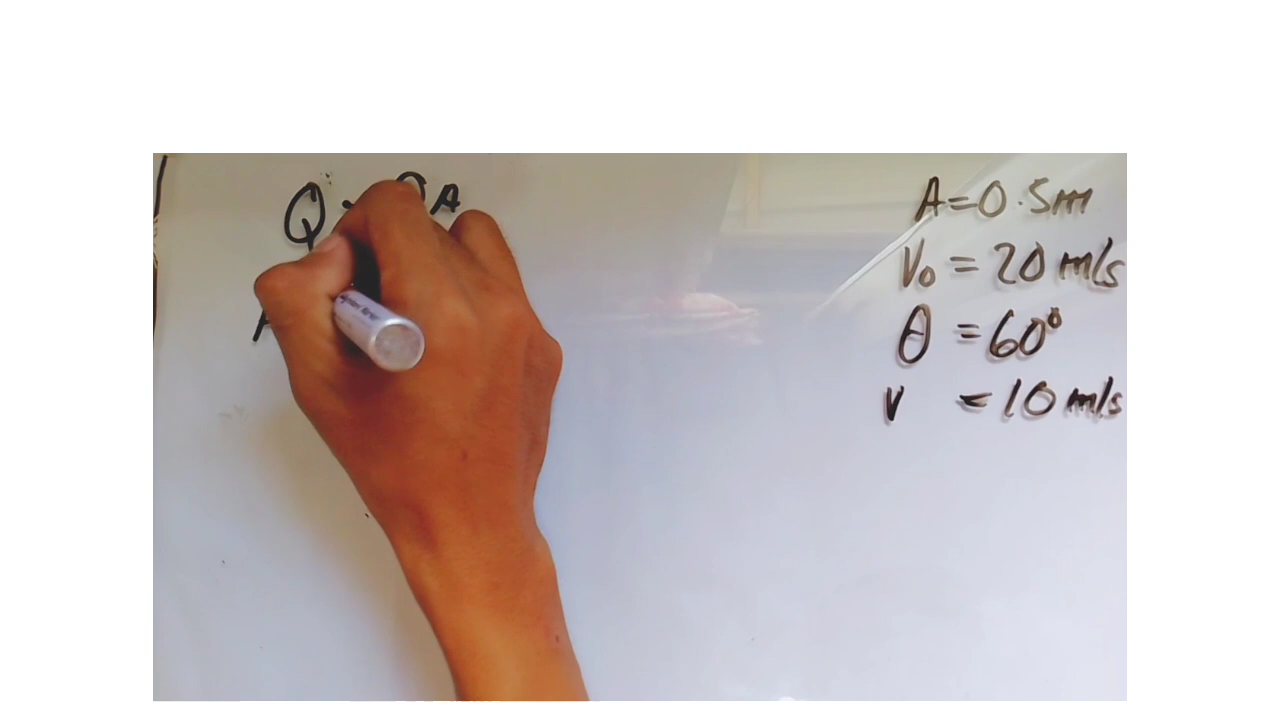 Q
A
A=0.5m
V₀ = 20 m/s
θ = 60°
V = 10 m/s